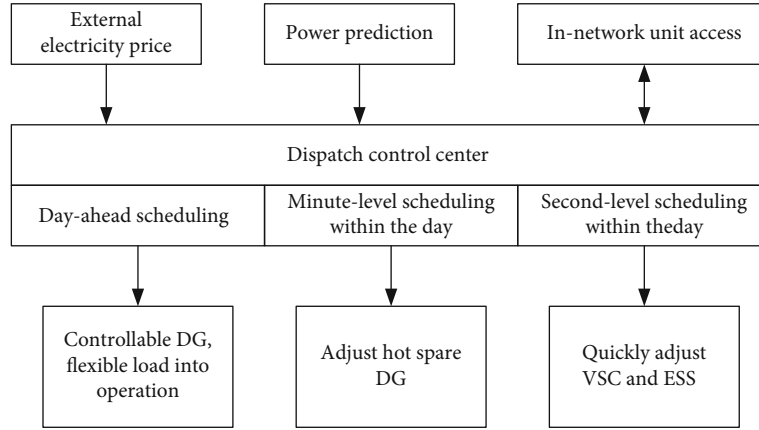 External
electricity price
Power prediction
In-network unit access
Dispatch control center
Day-ahead scheduling
Minute-level scheduling
within the day
Second-level scheduling
within theday
Controllable DG,
flexible load into
operation
Adjust hot spare
DG
Quickly adjust
VSC and ESS